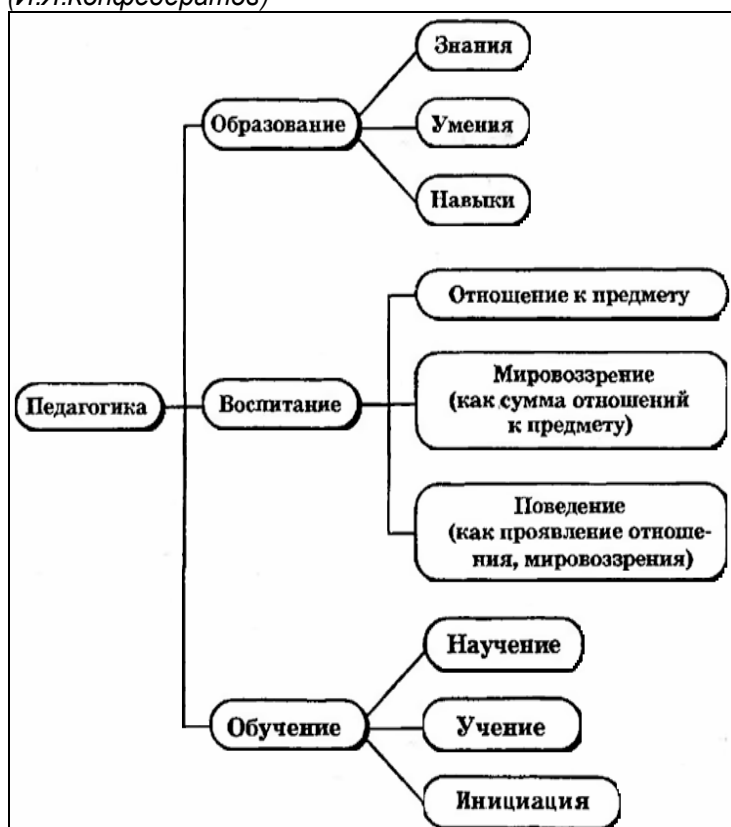 (И.Я.Конфедератов)
Знания
Образование
Умения
Навыки
Отношение к предмету
Мировоззрение
(как сумма отношений
к предмету)
Педагогика
Воспитание
Поведение
(как проявление отноше-
ния, мировоззрения)
Научение
Обучение
Учение
Инициация